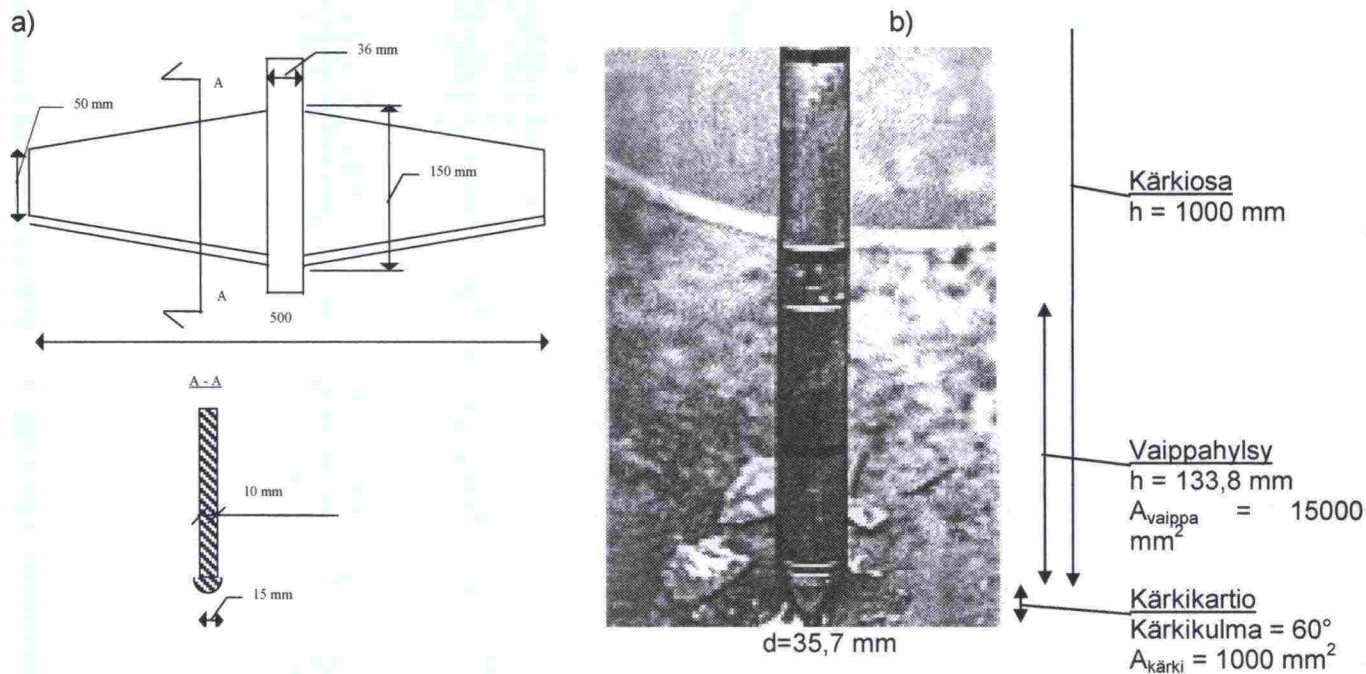 a)
36 mm
A
50 mm
150 mm
A
500
A - A
10 mm
15 mm
b)
d=35,7 mm
Kärkiosa
h = 1000 mm
Vaippahylsy
h = 133,8 mm
Avaippa = 15000
mm²
Kärkikartio
Kärkikulma = 60°
Akärki = 1000 mm²